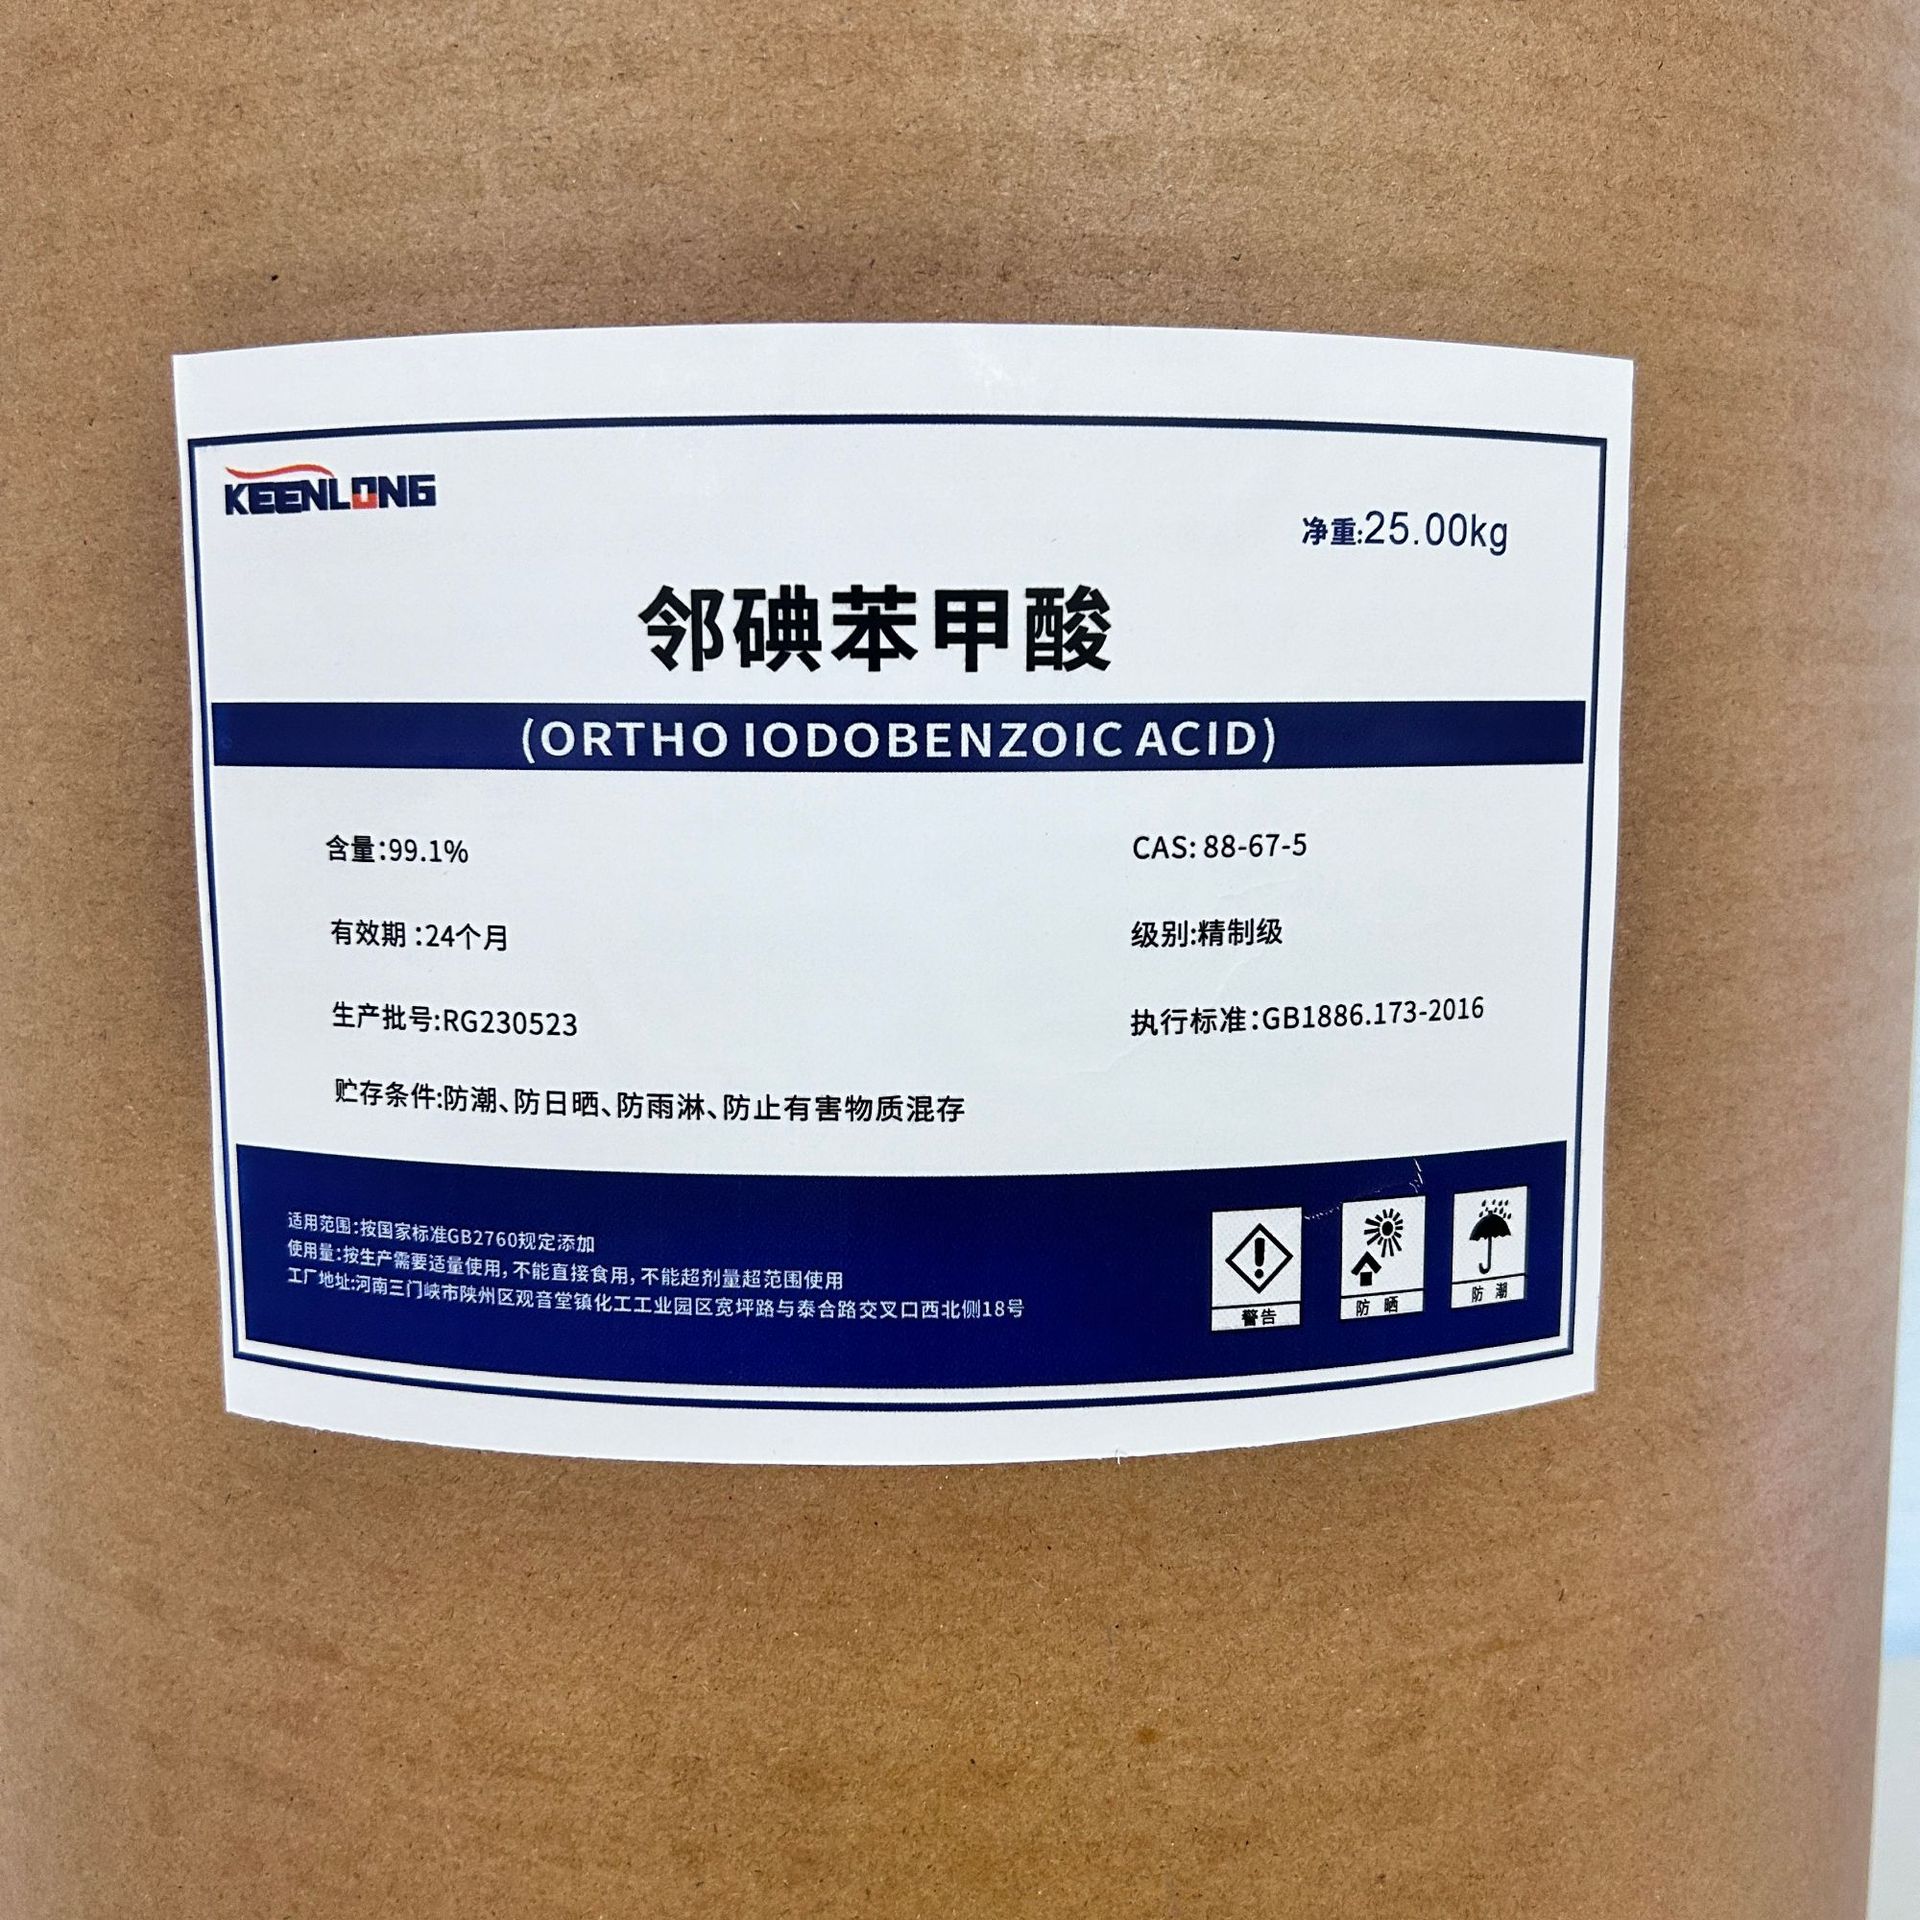 KEENLONG
净重:25.00kg
邻碘苯甲酸
(ORTHO IODOBENZOIC ACID)
含量:99.1%
CAS: 88-67-5
有效期:24个月
级别:精制级
生产批号:RG230523
执行标准:GB1886.173-2016
贮存条件:防潮、防日晒、防雨淋、防止有害物质混存
适用范围:按国家标准GB2760规定添加
使用量:按生产需要适量使用,不能直接食用,不能超剂量超范围使用
工厂地址:河南三门峡市陕州区观音堂镇化工工业园区宽坪路与泰合路交叉口西北侧18号
警告
防晒
防潮